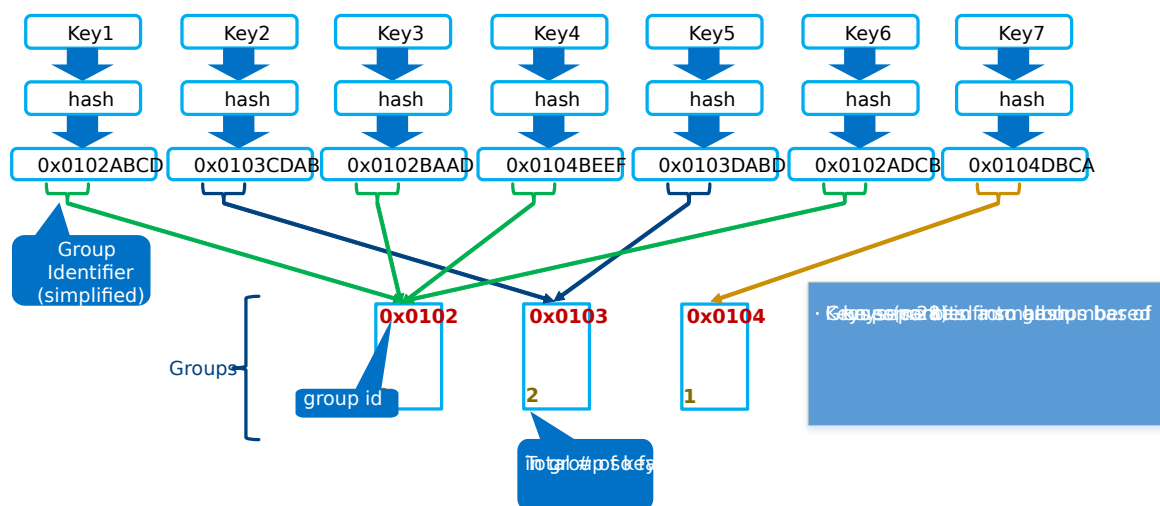 Key1 Key2 Key3 Key4 Key5 Key6 Key7
hash hash hash hash hash hash hash
0x0102ABCD 0x0103CDAB 0x0102BAAD 0x0104BEEF 0x0103DABD 0x0102ADCB 0x0104DBCA
Group
Identifier
(simplified)
0x0102 0x0103 0x0104
Groups
group id
2 1